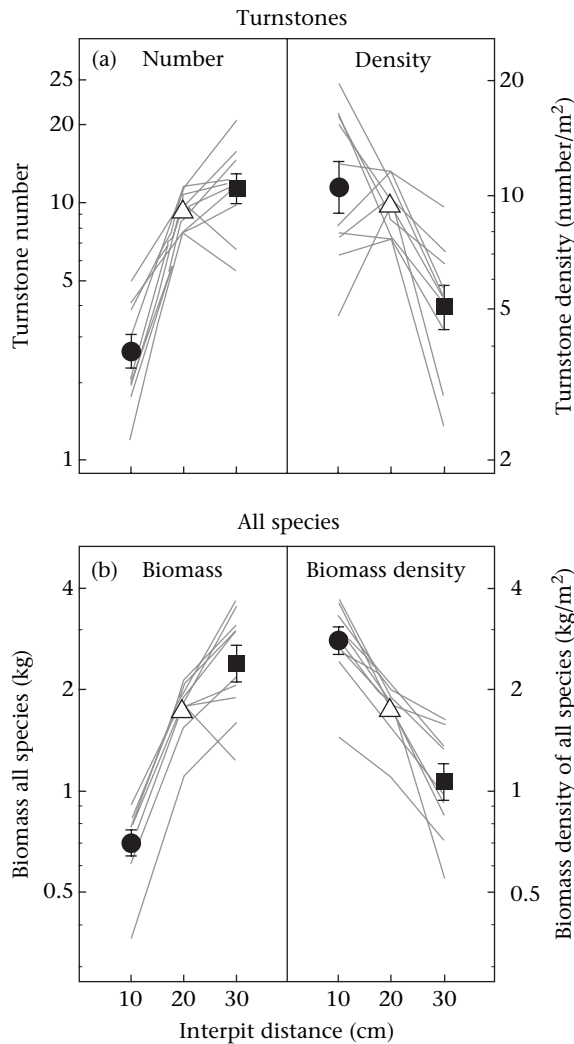 Turnstones
(a) Number Density
25
20
10
5
1
Turnstone number
20
10
5
2
Turnstone density (number/m²)
All species
(b) Biomass Biomass density
4
2
1
0.5
Biomass all species (kg)
4
2
1
0.5
Biomass density of all species (kg/m²)
10 20 30 10 20 30
Interpit distance (cm)